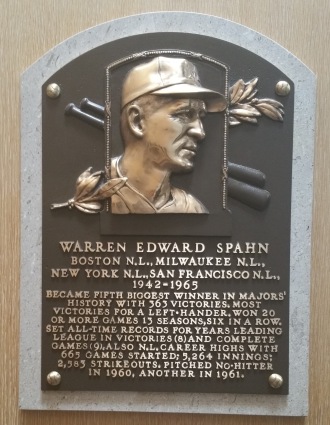 WARREN EDWARD SPAHN
BOSTON N.L., MILWAUKEE N.L.,
NEW YORK N.L., SAN FRANCISCO N.L.,
1942-1965
BECAME FIFTH BIGGEST WINNER IN MAJORS'
HISTORY WITH 363 VICTORIES. MOST
VICTORIES FOR A LEFT-HANDER. WON 20
OR MORE GAMES 13 SEASONS, SIX IN A ROW.
SET ALL-TIME RECORDS FOR YEARS LEADING
LEAGUE IN VICTORIES (8) AND COMPLETE
GAMES (9). ALSO N.L. CAREER HIGHS WITH
665 GAMES STARTED; 5,264 INNINGS;
2,583 STRIKEOUTS. PITCHED NO-HITTER
IN 1960, ANOTHER IN 1961.